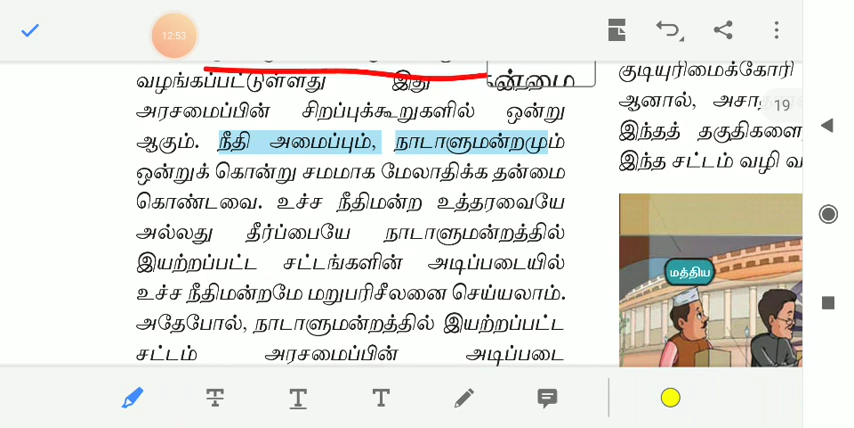 12:53
வழங்கப்பட்டுள்ளது இது
அரசமைப்பின் சிறப்புக்கூறுகளில் ஒன்று
ஆகும். நீதி அமைப்பும், நாடாளுமன்றமும்
ஒன்றுக் கொன்று சமமாக மேலாதிக்க தன்மை
கொண்டவை. உச்ச நீதிமன்ற உத்தரவையே
அல்லது தீர்ப்பையே நாடாளுமன்றத்தில்
இயற்றப்பட்ட சட்டங்களின் அடிப்படையில்
உச்ச நீதிமன்றமே மறுபரிசீலனை செய்யலாம்.
அதேபோல், நாடாளுமன்றத்தில் இயற்றப்பட்ட
சட்டம் அரசமைப்பின் அடிப்படை
குடியுரிமைக்கோரி
ஆனால்,
19
இந்தத்
இந்த சட்டம் வழி
மத்திய